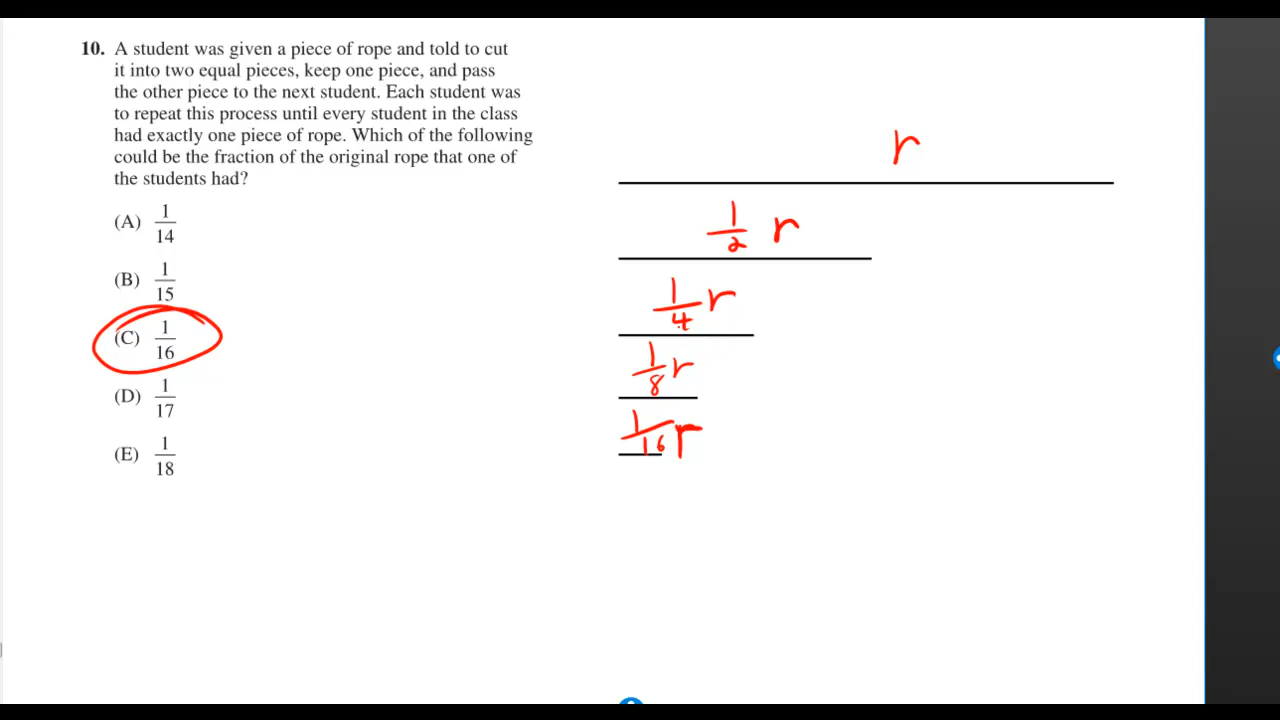 10. A student was given a piece of rope and told to cut
it into two equal pieces, keep one piece, and pass
the other piece to the next student. Each student was
to repeat this process until every student in the class
had exactly one piece of rope. Which of the following
could be the fraction of the original rope that one of
the students had?
(A) 1/14
(B) 1/15
(C) 1/16
(D) 1/17
(E) 1/18
r
1/2 r
1/4 r
1/8 r
1/16 r